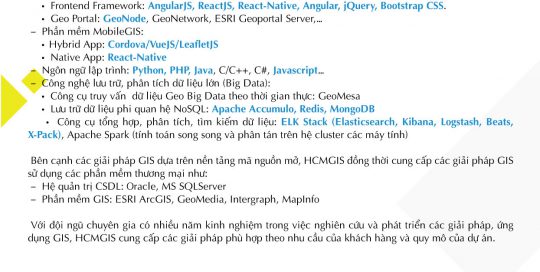 • Frontend Framework: AngularJS, ReactJS, React-Native, Angular, jQuery, Bootstrap CSS.
• Geo Portal: GeoNode, GeoNetwork, ESRI Geoportal Server,...
– Phần mềm MobileGIS:
• Hybrid App: Cordova/VueJS/LeafletJS
• Native App: React-Native
– Ngôn ngữ lập trình: Python, PHP, Java, C/C++, C#, Javascript...
– Công nghệ lưu trữ, phân tích dữ liệu lớn (Big Data):
• Công cụ truy vấn dữ liệu Geo Big Data theo thời gian thực: GeoMesa
• Lưu trữ dữ liệu phi quan hệ NoSQL: Apache Accumulo, Redis, MongoDB
• Công cụ tổng hợp, phân tích, tìm kiếm dữ liệu: ELK Stack (Elasticsearch, Kibana, Logstash, Beats,
X-Pack), Apache Spark (tính toán song song và phân tán trên hệ cluster các máy tính)
Bên cạnh các giải pháp GIS dựa trên nền tảng mã nguồn mở, HCMGIS đồng thời cung cấp các giải pháp GIS
sử dụng các phần mềm thương mại như:
– Hệ quản trị CSDL: Oracle, MS SQLServer
– Phần mềm GIS: ESRI ArcGIS, GeoMedia, Intergraph, MapInfo
Với đội ngũ chuyên gia có nhiều năm kinh nghiệm trong việc nghiên cứu và phát triển các giải pháp, ứng
dụng GIS, HCMGIS cung cấp các giải pháp phù hợp theo nhu cầu của khách hàng và quy mô của dự án.